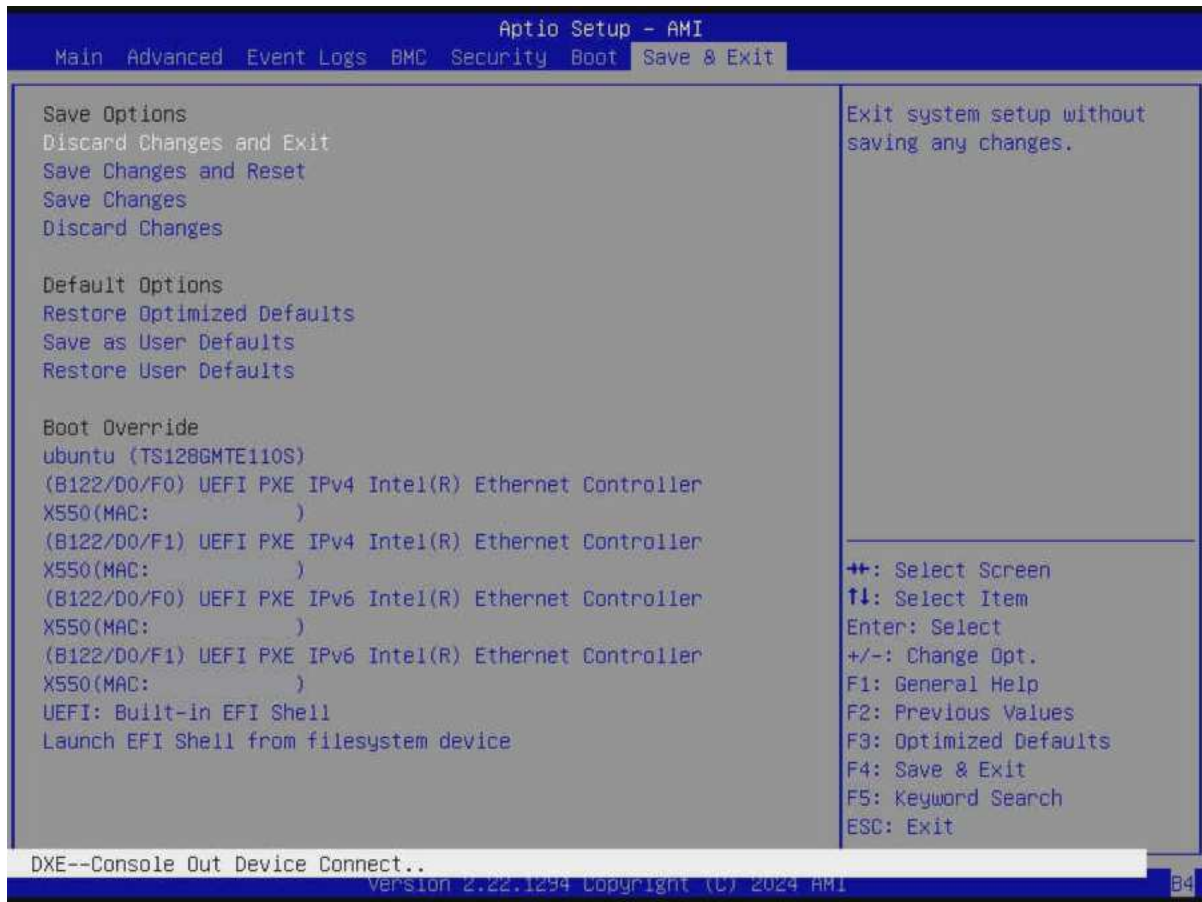 Aptio Setup - AMI
Main Advanced Event Logs BMC Security Boot Save & Exit
Save Options
Discard Changes and Exit
Save Changes and Reset
Save Changes
Discard Changes
Default Options
Restore Optimized Defaults
Save as User Defaults
Restore User Defaults
Boot Override
ubuntu (TS128GMTE110S)
(B122/D0/F0) UEFI PXE IPv4 Intel(R) Ethernet Controller
X550(MAC: )
(B122/D0/F1) UEFI PXE IPv4 Intel(R) Ethernet Controller
X550(MAC: )
(B122/D0/F0) UEFI PXE IPv6 Intel(R) Ethernet Controller
X550(MAC: )
(B122/D0/F1) UEFI PXE IPv6 Intel(R) Ethernet Controller
X550(MAC: )
UEFI: Built-in EFI Shell
Launch EFI Shell from filesystem device
Exit system setup without
saving any changes.
→←: Select Screen
↑↓: Select Item
Enter: Select
+/-: Change Opt.
F1: General Help
F2: Previous Values
F3: Optimized Defaults
F4: Save & Exit
F5: Keyword Search
ESC: Exit
DXE--Console Out Device Connect..
Version 2.22.1294 Copyright (C) 2024 AMI
B4